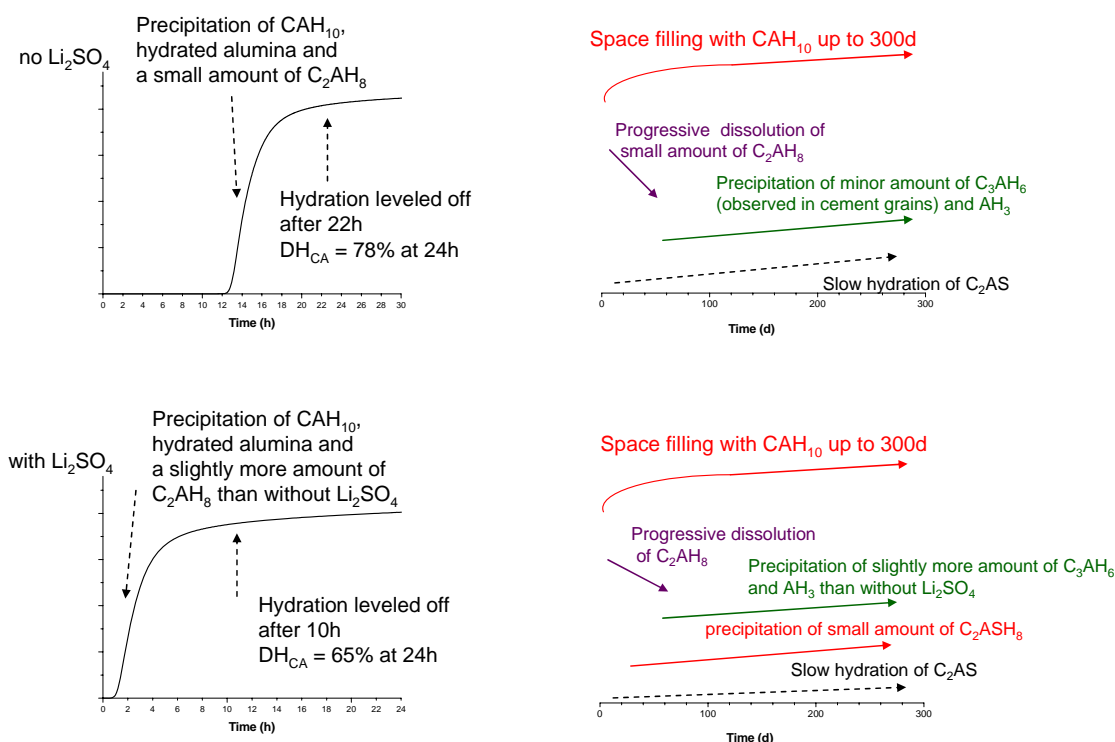 Precipitation of CAH₁₀,
hydrated alumina and
a small amount of C₂AH₈
no Li₂SO₄
Hydration leveled off
after 22h
DH_CA = 78% at 24h
0 2 4 6 8 10 12 14 16 18 20 22 24 26 28 30
Time (h)
Space filling with CAH₁₀ up to 300d
Progressive dissolution of
small amount of C₂AH₈
Precipitation of minor amount of C₃AH₆
(observed in cement grains) and AH₃
Slow hydration of C₂AS
0 100 200 300
Time (d)
Precipitation of CAH₁₀,
hydrated alumina and
a slightly more amount of
C₂AH₈ than without Li₂SO₄
with Li₂SO₄
Hydration leveled off
after 10h
DH_CA = 65% at 24h
0 2 4 6 8 10 12 14 16 18 20 22 24
Time (h)
Space filling with CAH₁₀ up to 300d
Progressive dissolution
of C₂AH₈
Precipitation of slightly more amount of C₃AH₆
and AH₃ than without Li₂SO₄
precipitation of small amount of C₂ASH₈
Slow hydration of C₂AS
0 100 200 300
Time (d)